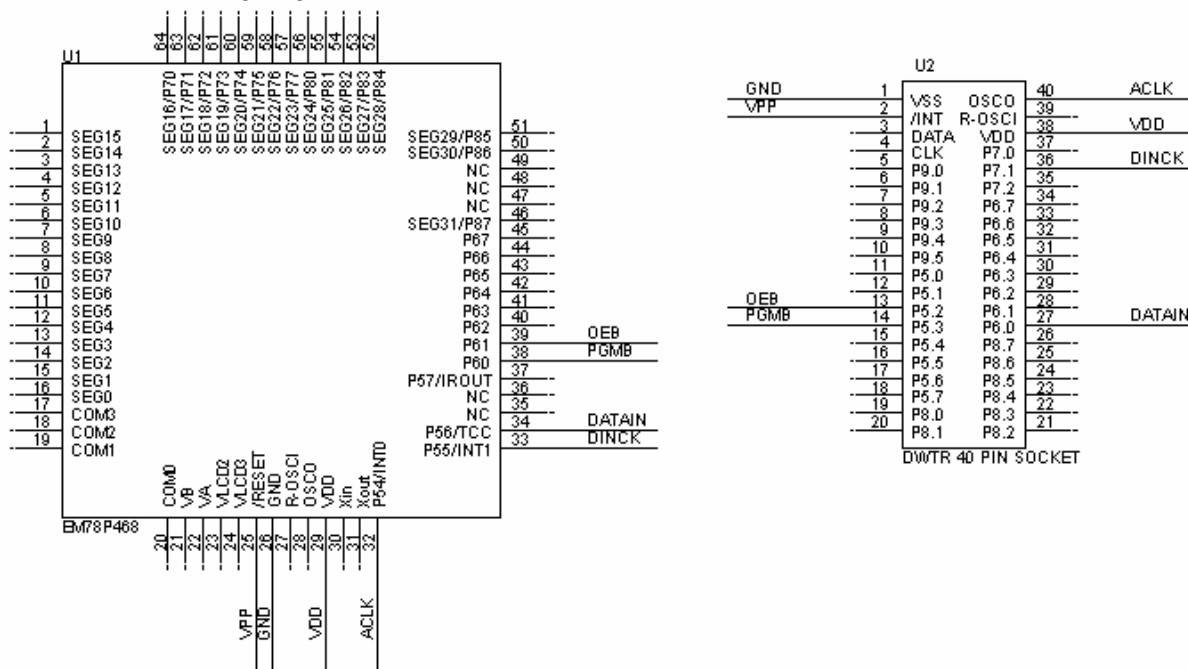 U1
64 63 62 61 60 59 58 57 56 55 54 53 52
SEG16/P70
SEG17/P71
SEG18/P72
SEG19/P73
SEG20/P74
SEG21/P75
SEG22/P76
SEG23/P77
SEG24/P80
SEG25/P81
SEG26/P82
SEG27/P83
SEG28/P84
1 SEG15
2 SEG14
3 SEG13
4 SEG12
5 SEG11
6 SEG10
7 SEG9
8 SEG8
9 SEG7
10 SEG6
11 SEG5
12 SEG4
13 SEG3
14 SEG2
15 SEG1
16 SEG0
17 COM3
18 COM2
19 COM1
SEG29/P85 51
SEG30/P86 50
NC 49
NC 48
NC 47
SEG31/P87 46
P67 45
P66 44
P65 43
P64 42
P63 41
P62 40
P61 39 OEB
P60 38 PGMB
P57/IROUT 37
NC 36
NC 35
P56/TCC 34 DATAIN
P55/INT1 33 DINCK
COM0
VB
VA
VLCD2
VLCD3
/RESET
GND
R-OSCI
OSCO
VDD
Xin
Xout
P54/INT0
EM78P468
20 21 22 23 24 25 26 27 28 29 30 31 32
VPP
GND
VDD
ACLK
U2
GND 1 VSS
VPP 2 /INT
3 DATA
4 CLK
5 P9.0
6 P9.1
7 P9.2
8 P9.3
9 P9.4
10 P9.5
11 P5.0
12 P5.1
OEB 13 P5.2
PGMB 14 P5.3
15 P5.4
16 P5.5
17 P5.6
18 P5.7
19 P8.0
20 P8.1
OSCO 40 ACLK
R-OSCI 39
VDD 38 VDD
P7.0 37
P7.1 36 DINCK
P7.2 35
P6.7 34
P6.6 33
P6.5 32
P6.4 31
P6.3 30
P6.2 29
P6.1 28
P6.0 27 DATAIN
P8.7 26
P8.6 25
P8.5 24
P8.4 23
P8.3 22
P8.2 21
DWTR 40 PIN SOCKET